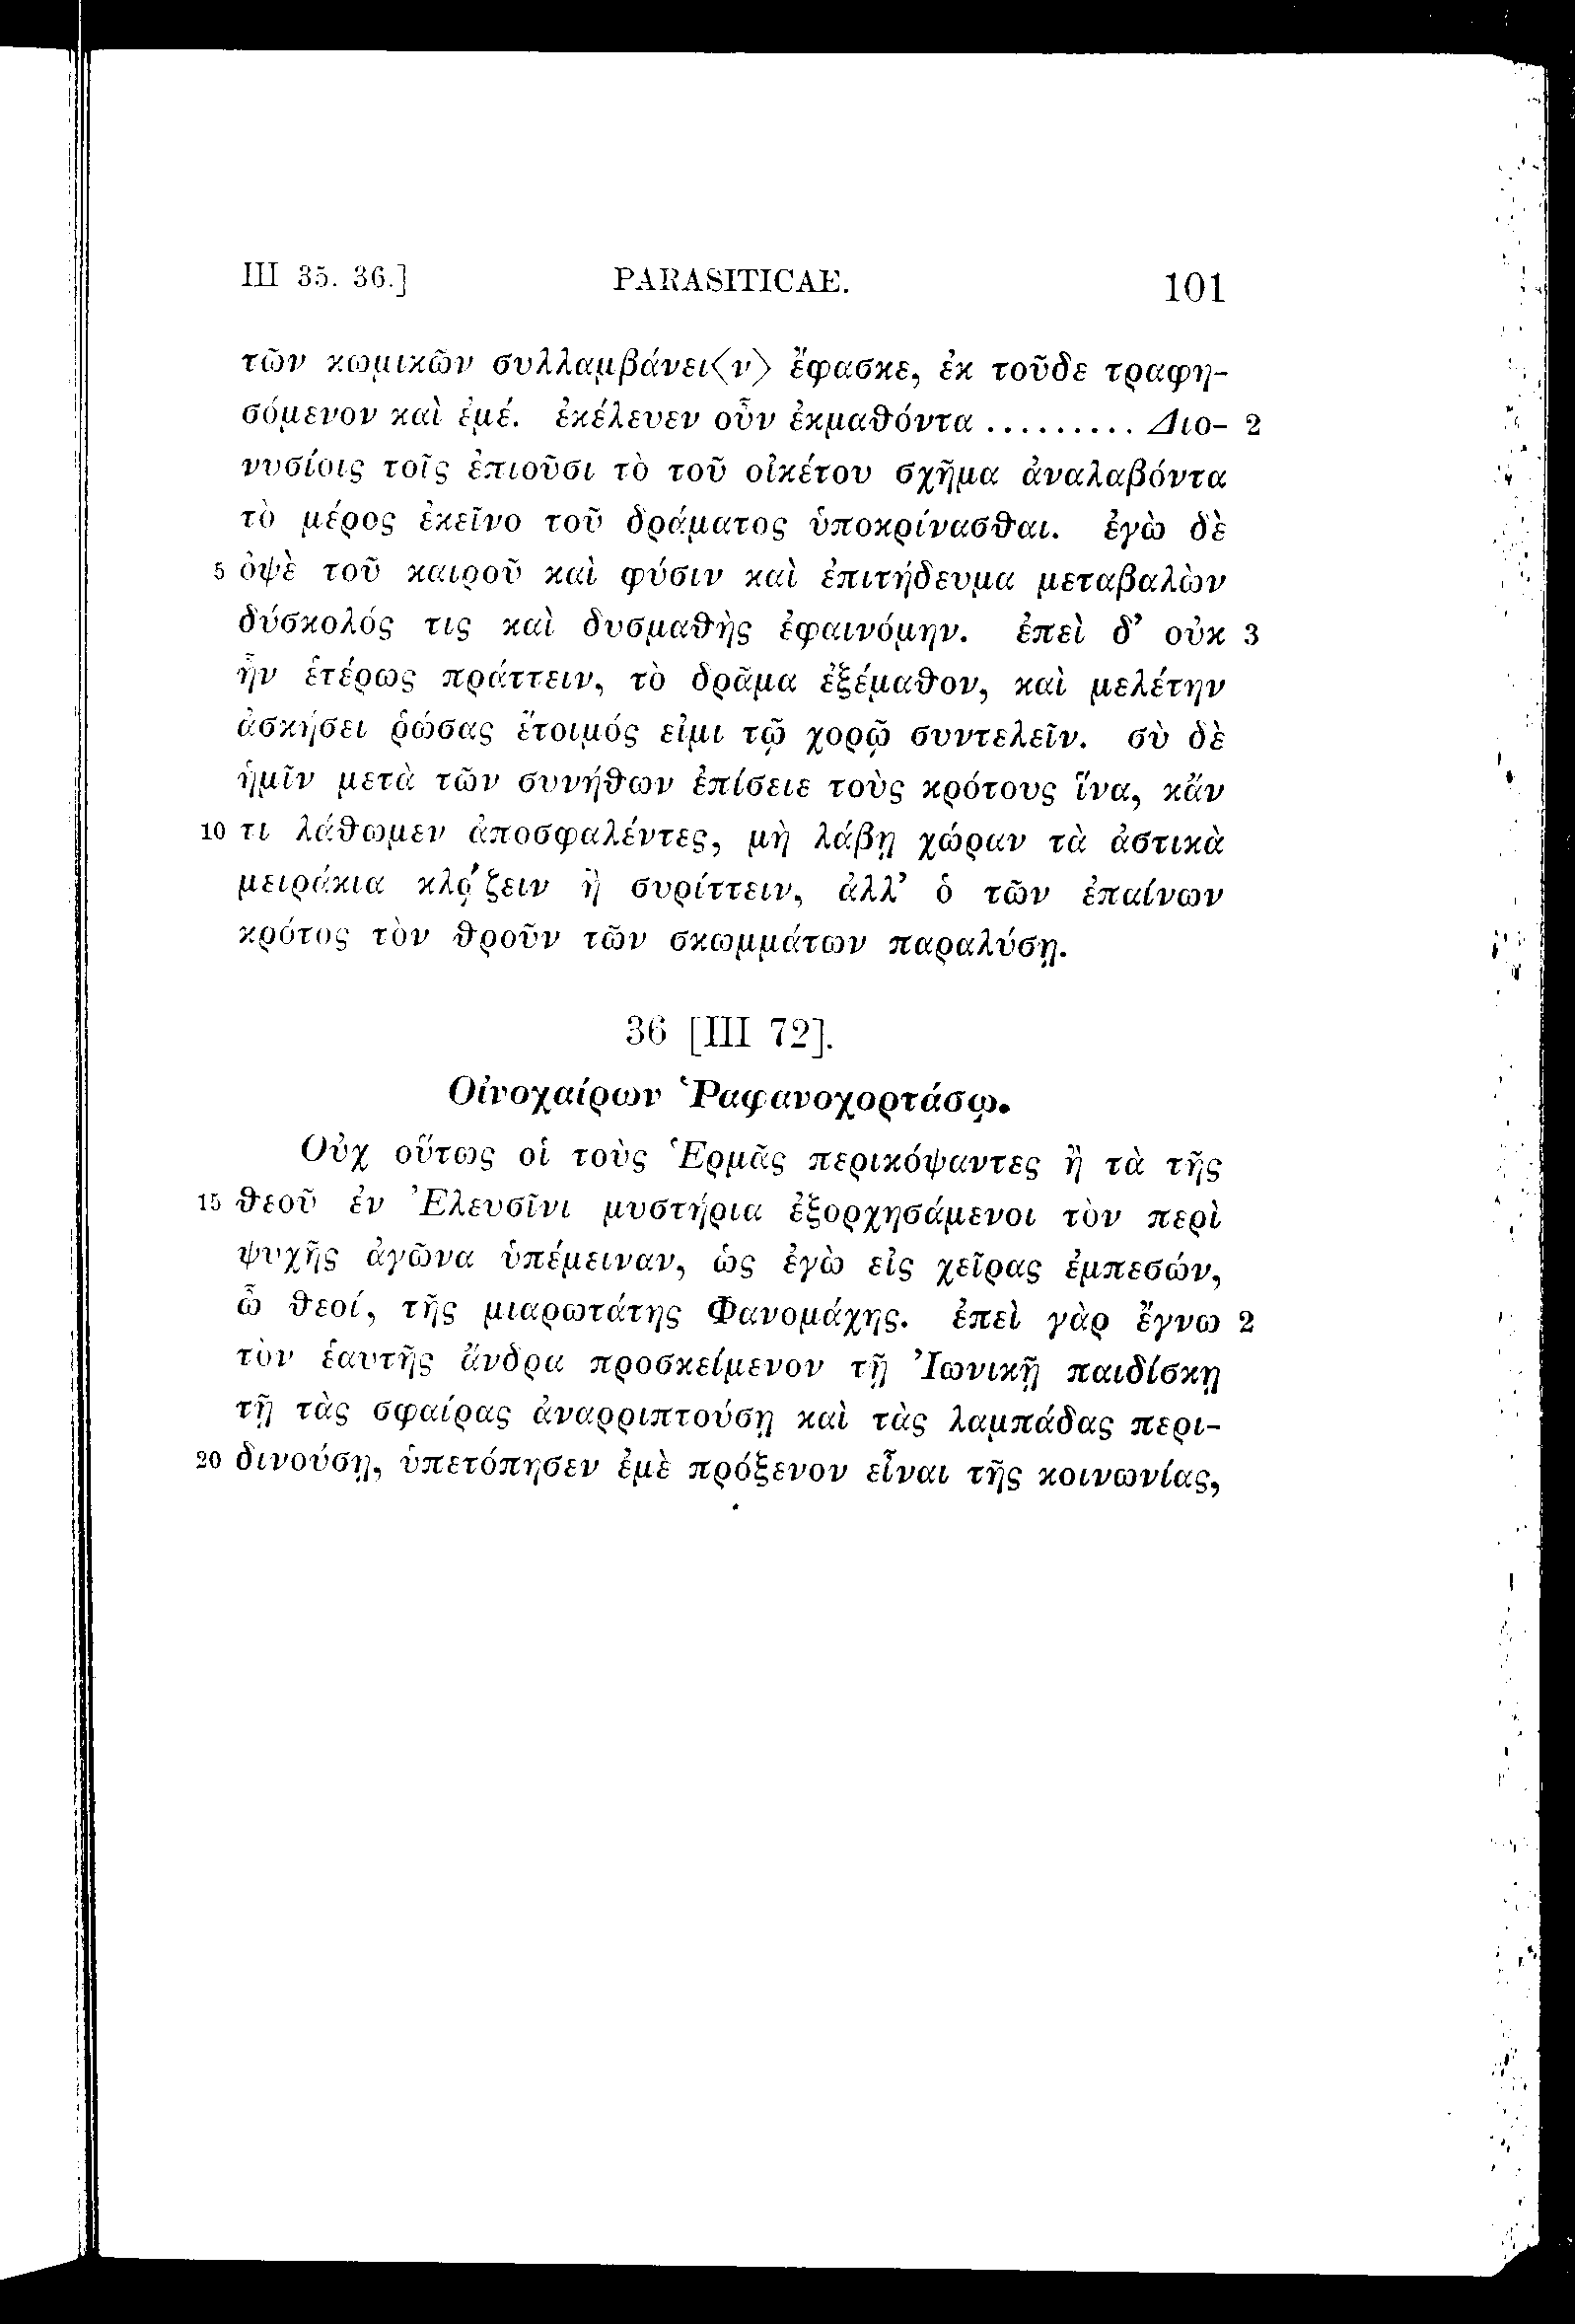 III 35. 36.] PARASITICAE. 101
τῶν κωμικῶν συλλαμβάνει⟨ν⟩ ἔφασκε, ἐκ τοῦδε τραφη-
σόμενον καὶ ἐμέ. ἐκέλευεν οὖν ἐκμαθόντα ......... Διο- 2
νυσίοις τοῖς ἐπιοῦσι τὸ τοῦ οἰκέτου σχῆμα ἀναλαβόντα
τὸ μέρος ἐκεῖνο τοῦ δράματος ὑποκρίνασθαι. ἐγὼ δὲ
5 ὀψὲ τοῦ καιροῦ καὶ φύσιν καὶ ἐπιτήδευμα μεταβαλὼν
δύσκολός τις καὶ δυσμαθὴς ἐφαινόμην. ἐπεὶ δ’ οὐκ 3
ἦν ἑτέρως πράττειν, τὸ δρᾶμα ἐξέμαθον, καὶ μελέτην
ἀσκήσει ῥώσας ἕτοιμός εἰμι τῷ χορῷ συντελεῖν. σὺ δὲ
ἡμῖν μετὰ τῶν συνήθων ἐπίσειε τοὺς κρότους ἵνα, κἄν
10 τι λάθωμεν ἀποσφαλέντες, μὴ λάβῃ χώραν τὰ ἀστικὰ
μειράκια κλῴζειν ἢ συρίττειν, ἀλλ’ ὁ τῶν ἐπαίνων
κρότος τὸν θροῦν τῶν σκωμμάτων παραλύσῃ.
36 [III 72].
Οἰνοχαίρων Ῥαφανοχορτάσῳ.
Οὐχ οὕτως οἱ τοὺς Ἑρμᾶς περικόψαντες ἢ τὰ τῆς
15 θεοῦ ἐν Ἐλευσῖνι μυστήρια ἐξορχησάμενοι τὸν περὶ
ψυχῆς ἀγῶνα ὑπέμειναν, ὡς ἐγὼ εἰς χεῖρας ἐμπεσών,
ὦ θεοί, τῆς μιαρωτάτης Φανομάχης. ἐπεὶ γὰρ ἔγνω 2
τὸν ἑαυτῆς ἄνδρα προσκείμενον τῇ Ἰωνικῇ παιδίσκῃ
τῇ τὰς σφαίρας ἀναρριπτούσῃ καὶ τὰς λαμπάδας περι-
20 δινούσῃ, ὑπετόπησεν ἐμὲ πρόξενον εἶναι τῆς κοινωνίας,